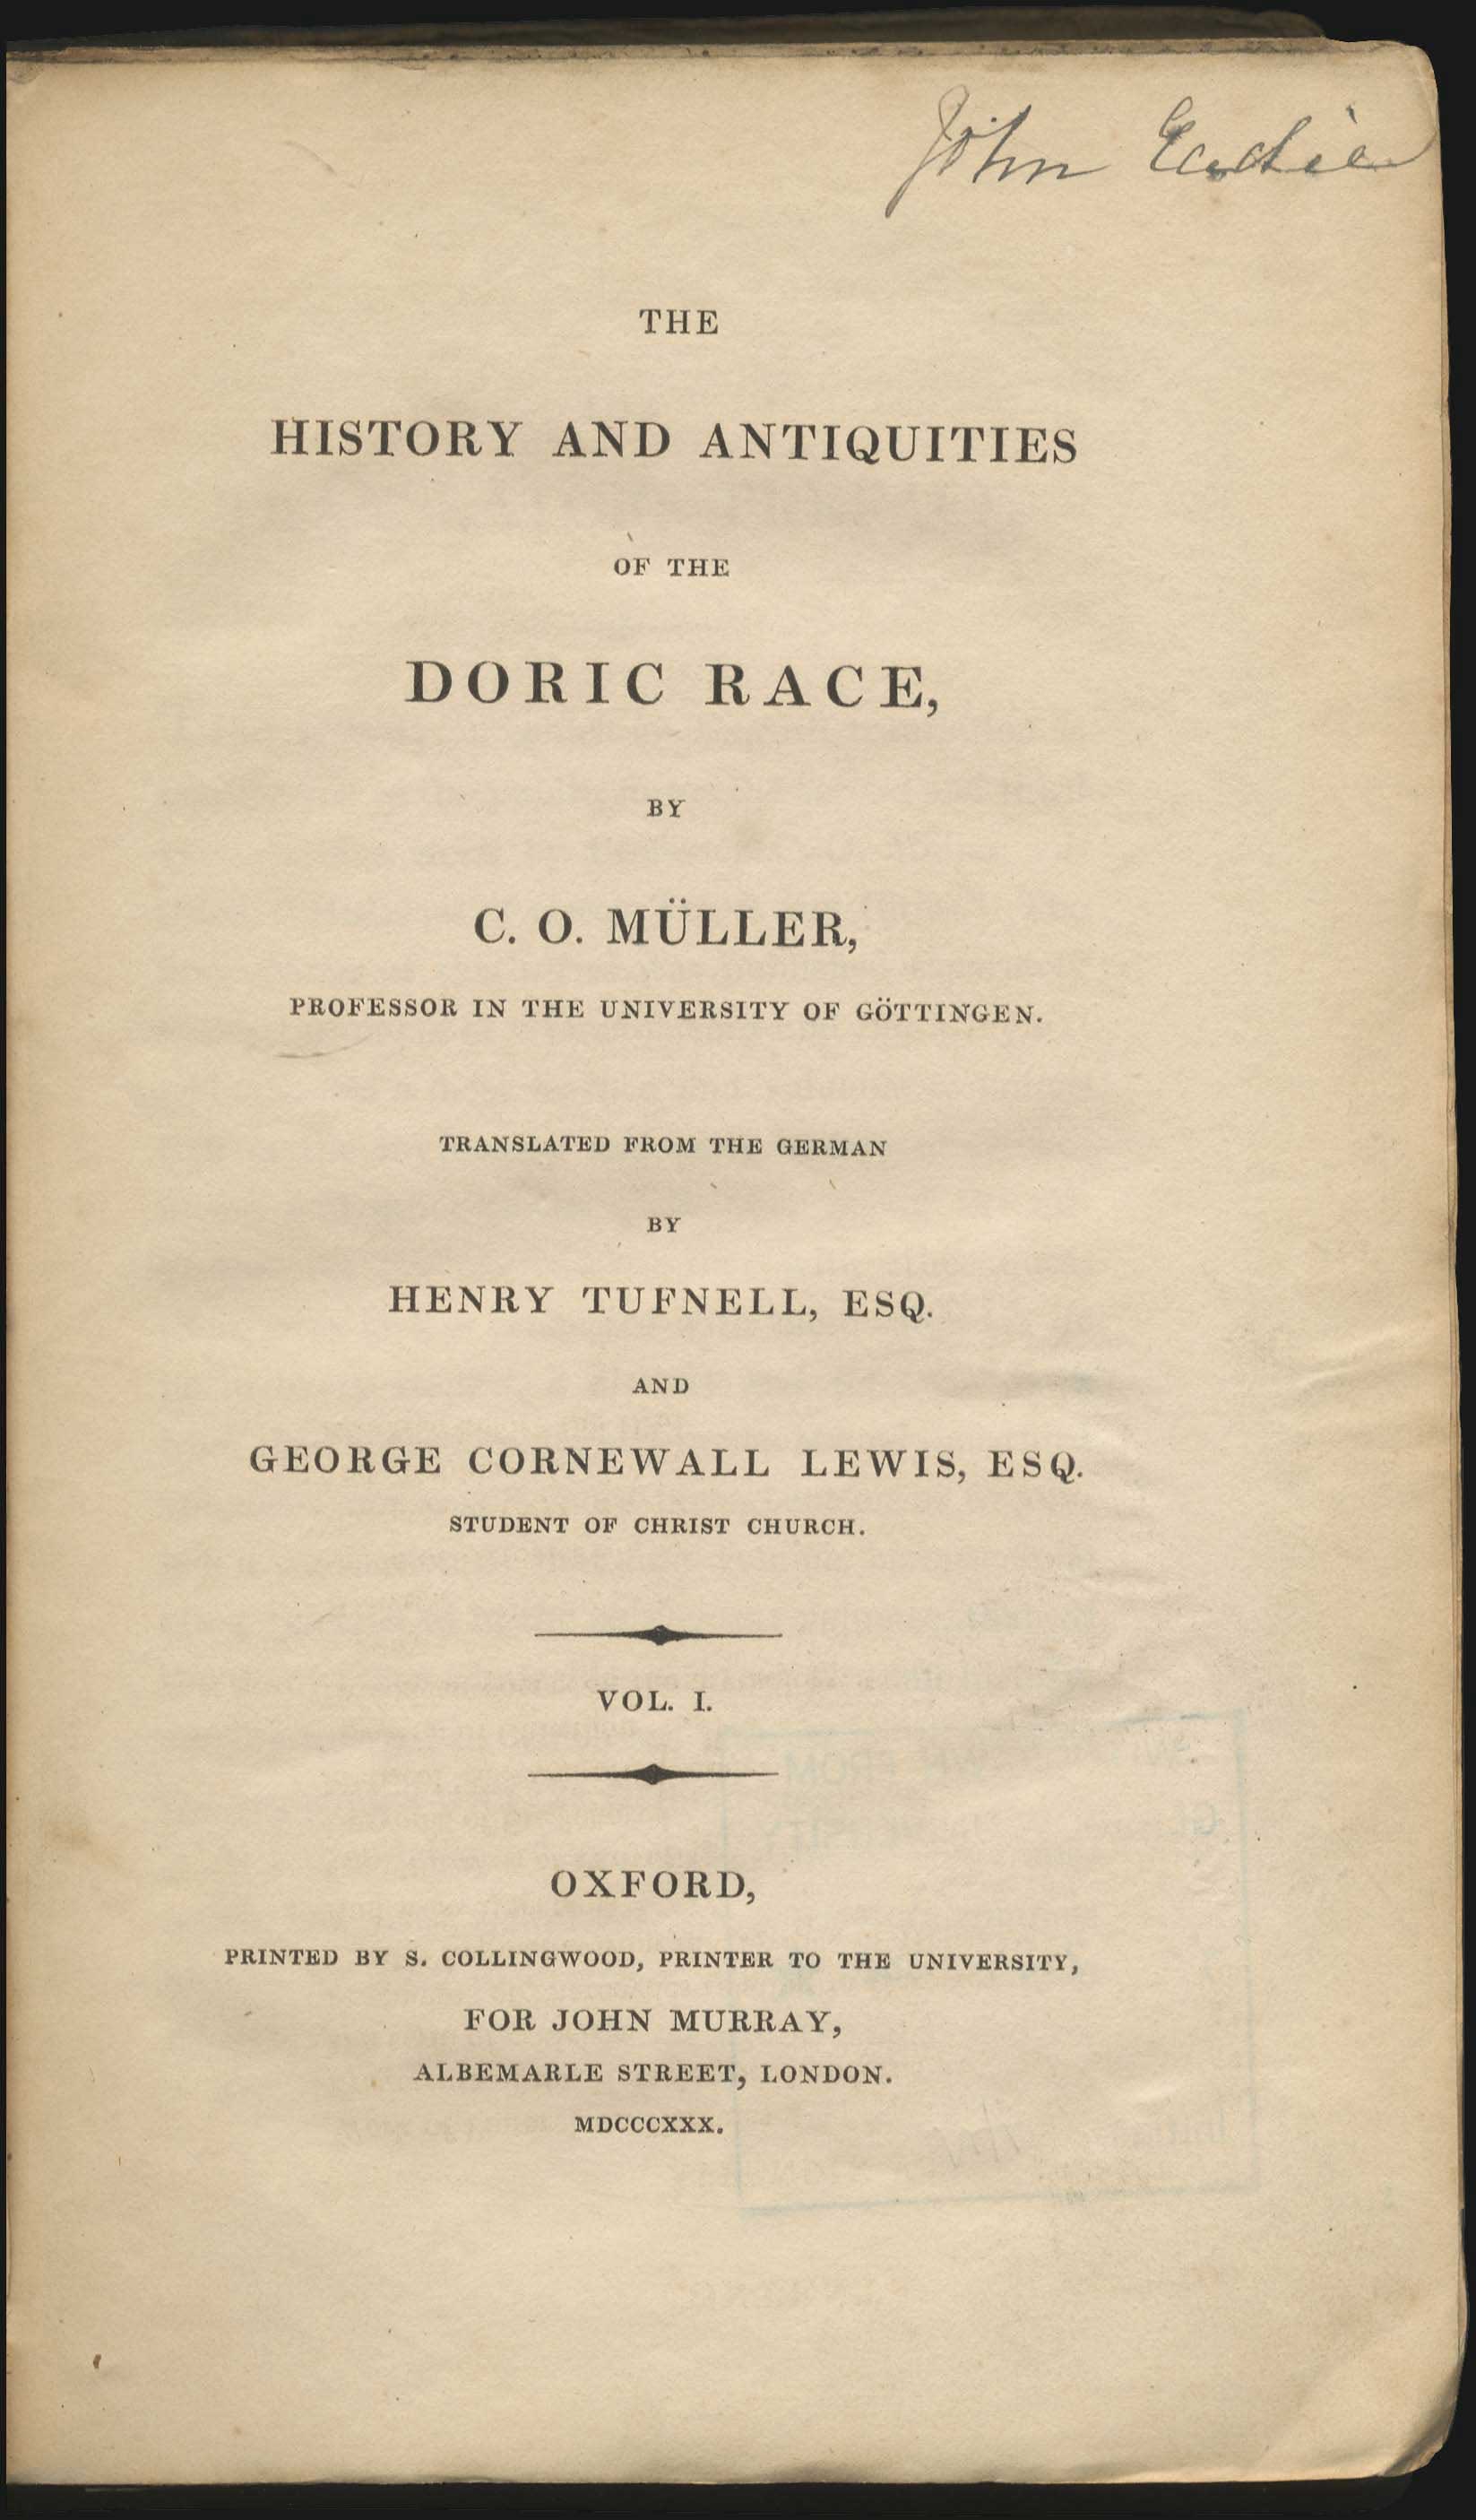 John Eadie
THE
HISTORY AND ANTIQUITIES
OF THE
DORIC RACE,
BY
C. O. MÜLLER,
PROFESSOR IN THE UNIVERSITY OF GÖTTINGEN.
TRANSLATED FROM THE GERMAN
BY
HENRY TUFNELL, ESQ.
AND
GEORGE CORNEWALL LEWIS, ESQ.
STUDENT OF CHRIST CHURCH.
VOL. I.
OXFORD,
PRINTED BY S. COLLINGWOOD, PRINTER TO THE UNIVERSITY,
FOR JOHN MURRAY,
ALBEMARLE STREET, LONDON.
MDCCCXXX.